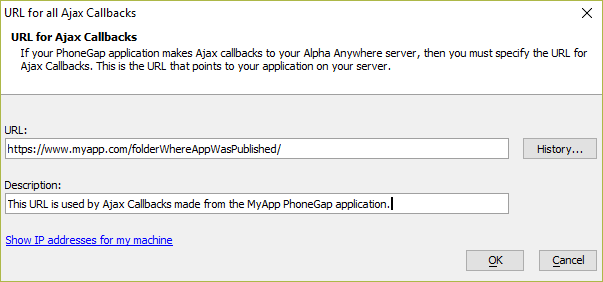 URL for all Ajax Callbacks
URL for Ajax Callbacks
If your PhoneGap application makes Ajax callbacks to your Alpha Anywhere server, then you must specify the URL for
Ajax Callbacks. This is the URL that points to your application on your server.
URL:
https://www.myapp.com/folderWhereAppWasPublished/
History...
Description:
This URL is used by Ajax Callbacks made from the MyApp PhoneGap application.
Show IP addresses for my machine
OK Cancel